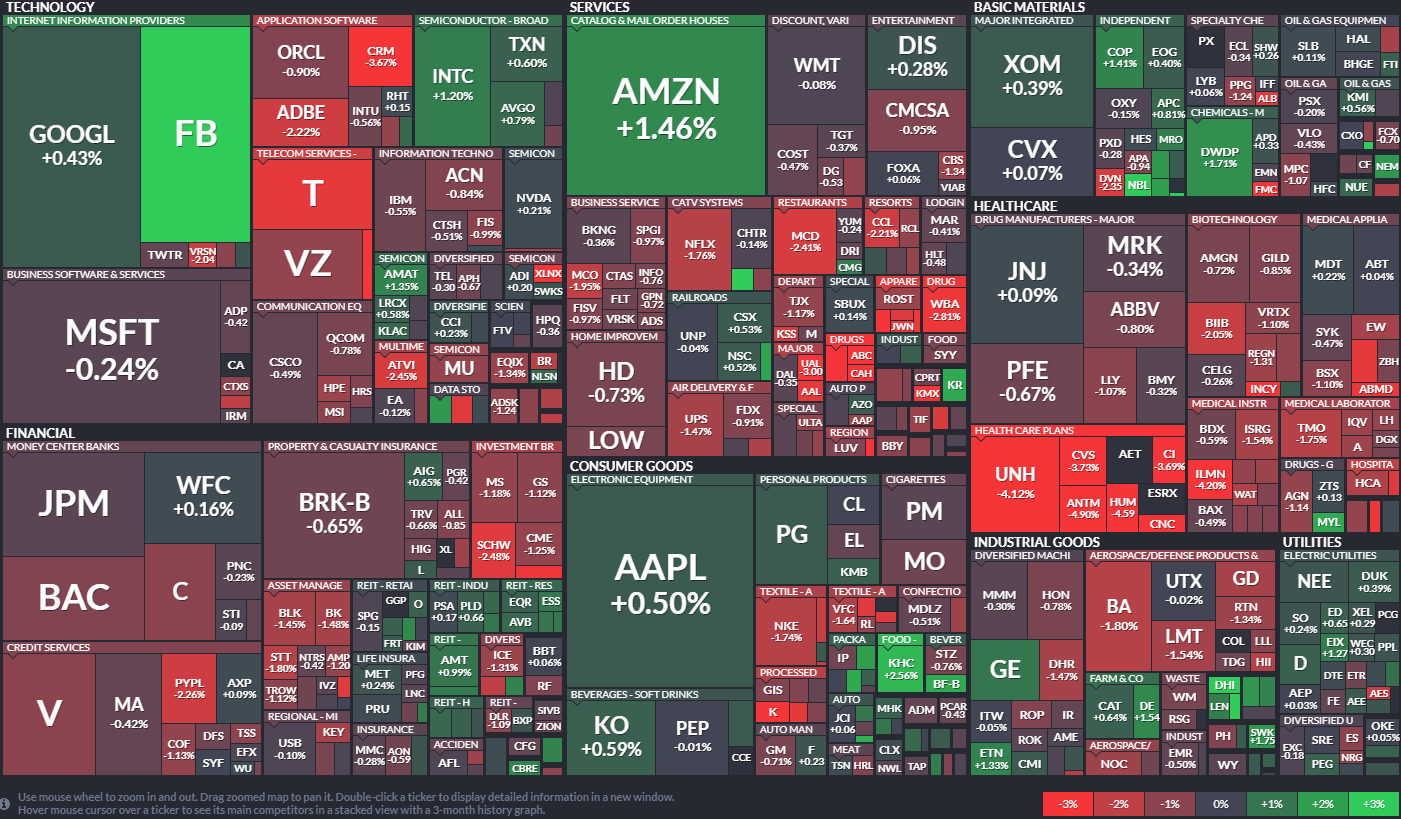 TECHNOLOGY
INTERNET INFORMATION PROVIDERS
GOOGL
+0.43%
FB
TWTR
VRSN
-2.04
APPLICATION SOFTWARE
ORCL
-0.90%
CRM
-3.67%
ADBE
-2.22%
INTU
-0.56%
RHT
+0.15
SEMICONDUCTOR - BROAD
INTC
+1.20%
TXN
+0.60%
AVGO
+0.79%
TELECOM SERVICES -
T
VZ
INFORMATION TECHNO
IBM
-0.55%
ACN
-0.84%
CTSH
-0.51%
FIS
-0.99%
SEMICON
NVDA
+0.21%
BUSINESS SOFTWARE & SERVICES
MSFT
-0.24%
ADP
-0.42
CA
CTXS
IRM
COMMUNICATION EQ
CSCO
-0.49%
QCOM
-0.78%
HPE
HRS
MSI
SEMICON
AMAT
+1.35%
LRCX
+0.58%
KLAC
DIVERSIFIED
TEL
-0.30
APH
-0.67
SEMICON
ADI
+0.20
XLNX
SWKS
DIVERSIFIE
CCI
+0.23%
SCIEN
FTV
HPQ
-0.36
MULTIME
ATVI
-2.45%
EA
-0.12%
SEMICON
MU
EQIX
-1.34%
BR
NLSN
DATA STO
ADSK
-1.24
FINANCIAL
MONEY CENTER BANKS
JPM
WFC
+0.16%
BAC
C
PNC
-0.23%
STI
-0.09
PROPERTY & CASUALTY INSURANCE
BRK-B
-0.65%
AIG
+0.65%
PGR
-0.42
TRV
-0.66%
ALL
-0.85
HIG
XL
L
INVESTMENT BR
MS
-1.18%
GS
-1.12%
SCHW
-2.48%
CME
-1.25%
CREDIT SERVICES
V
MA
-0.42%
PYPL
-2.26%
AXP
+0.09%
COF
-1.13%
DFS
SYF
TSS
EFX
WU
ASSET MANAGE
BLK
-1.45%
BK
-1.48%
STT
-1.80%
NTRS
-0.42
AMP
-1.20
TROW
-1.12%
IVZ
REGIONAL - MI
USB
-0.10%
KEY
REIT - RETAI
SPG
-0.15
GGP
O
FRT
KIM
LIFE INSURA
MET
+0.24%
PFG
PRU
LNC
INSURANCE
MMC
-0.28%
AON
-0.59
REIT - INDU
PSA
+0.17
PLD
+0.66
REIT - RES
EQR
ESS
AVB
REIT -
AMT
+0.99%
DIVERS
ICE
-1.31%
BBT
+0.06%
RF
REIT - H
REIT -
DLR
-1.09
BXP
SIVB
ZION
ACCIDEN
AFL
CFG
CBRE
SERVICES
CATALOG & MAIL ORDER HOUSES
AMZN
+1.46%
DISCOUNT, VARI
WMT
-0.08%
COST
-0.47%
TGT
-0.37%
DG
-0.53
ENTERTAINMENT
DIS
+0.28%
CMCSA
-0.95%
FOXA
+0.06%
CBS
-1.34
VIAB
BUSINESS SERVICE
BKNG
-0.36%
SPGI
-0.97%
MCO
-1.95%
CTAS
INFO
-0.76
FISV
-0.97%
FLT
GPN
-0.72
VRSK
ADS
CATV SYSTEMS
NFLX
-1.76%
CHTR
-0.14%
RESTAURANTS
MCD
-2.41%
YUM
-0.24
DRI
CMG
RESORTS
CCL
-2.21%
RCL
LODGIN
MAR
-0.41%
HLT
-0.48
HOME IMPROVEM
HD
-0.73%
LOW
RAILROADS
UNP
-0.04%
CSX
+0.53%
NSC
+0.52%
AIR DELIVERY & F
UPS
-1.47%
FDX
-0.91%
DEPART
TJX
-1.17%
KSS
M
SPECIAL
SBUX
+0.14%
APPARE
ROST
JWN
DRUG
WBA
-2.81%
MAJOR
DAL
-0.35
UAL
-3.00
AAL
DRUGS
ABC
CAH
INDUST
FOOD
SYY
CPRT
KMX
KR
SPECIAL
ULTA
AUTO P
AZO
AAP
REGION
LUV
TIF
BBY
CONSUMER GOODS
ELECTRONIC EQUIPMENT
AAPL
+0.50%
BEVERAGES - SOFT DRINKS
KO
+0.59%
PEP
-0.01%
CCE
PERSONAL PRODUCTS
PG
CL
EL
KMB
CIGARETTES
PM
MO
TEXTILE - A
NKE
-1.74%
TEXTILE - A
VFC
-1.64
RL
CONFECTIO
MDLZ
-0.51%
PACKA
IP
FOOD -
KHC
+2.56%
BEVER
STZ
-0.76%
BF-B
PROCESSED
GIS
K
AUTO
JCI
+0.06
MHK
ADM
PCAR
-0.43
AUTO MAN
GM
-0.71%
F
+0.23
MEAT
TSN
HRL
CLX
NWL
TAP
BASIC MATERIALS
MAJOR INTEGRATED
XOM
+0.39%
CVX
+0.07%
INDEPENDENT
COP
+1.41%
EOG
+0.40%
OXY
-0.15%
APC
+0.81%
PXD
-0.28
HES
MRO
APA
-0.94
DVN
-2.35
NBL
SPECIALTY CHE
PX
ECL
-0.34
SHW
+0.26
LYB
+0.06%
PPG
-1.24
IFF
ALB
CHEMICALS - M
DWDP
+1.71%
APD
+0.33
EMN
FMC
OIL & GAS EQUIPMEN
SLB
+0.11%
HAL
BHGE
FTI
OIL & GA
PSX
-0.20%
VLO
-0.43%
MPC
-1.07
HFC
OIL & GAS
KMI
+0.56%
CXO
FCX
-0.70
CF
NEM
NUE
HEALTHCARE
DRUG MANUFACTURERS - MAJOR
JNJ
+0.09%
MRK
-0.34%
ABBV
-0.80%
PFE
-0.67%
LLY
-1.07%
BMY
-0.32%
BIOTECHNOLOGY
AMGN
-0.72%
GILD
-0.85%
BIIB
-2.05%
VRTX
-1.10%
REGN
-1.31
CELG
-0.26%
INCY
MEDICAL APPLIA
MDT
+0.22%
ABT
+0.04%
SYK
-0.47%
EW
BSX
-1.10%
ZBH
ABMD
HEALTH CARE PLANS
UNH
-4.12%
CVS
-3.73%
AET
CI
-3.69%
ANTM
-4.90%
HUM
-4.59
ESRX
CNC
MEDICAL INSTR
BDX
-0.59%
ISRG
-1.54%
ILMN
-4.20%
WAT
BAX
-0.49%
MEDICAL LABORATOR
TMO
-1.75%
IQV
LH
A
DGX
DRUGS - G
AGN
-1.14
ZTS
+0.13
MYL
HOSPITA
HCA
INDUSTRIAL GOODS
DIVERSIFIED MACHI
MMM
-0.30%
HON
-0.78%
GE
DHR
-1.47%
ITW
-0.05%
ROP
IR
ETN
+1.33%
ROK
AME
CMI
AEROSPACE/DEFENSE PRODUCTS &
BA
-1.80%
UTX
-0.02%
GD
LMT
-1.54%
RTN
-1.34%
COL
LLL
TDG
HII
FARM & CO
CAT
+0.64%
DE
+1.54
WASTE
WM
RSG
DHI
LEN
AEROSPACE/
NOC
INDUST
EMR
-0.50%
PH
SWK
+1.75
WY
UTILITIES
ELECTRIC UTILITIES
NEE
DUK
+0.39%
SO
+0.24%
ED
+0.65
XEL
+0.29
PCG
D
EIX
+1.27
WEC
+0.30
PPL
DTE
ETR
AEP
+0.03%
FE
AEE
AES
DIVERSIFIED U
EXC
-0.18
SRE
ES
OKE
+0.05%
PEG
NRG
Use mouse wheel to zoom in and out. Drag zoomed map to pan it. Double-click a ticker to display detailed information in a new window.
Hover mouse cursor over a ticker to see its main competitors in a stacked view with a 3-month history graph.
-3% -2% -1% 0% +1% +2% +3%